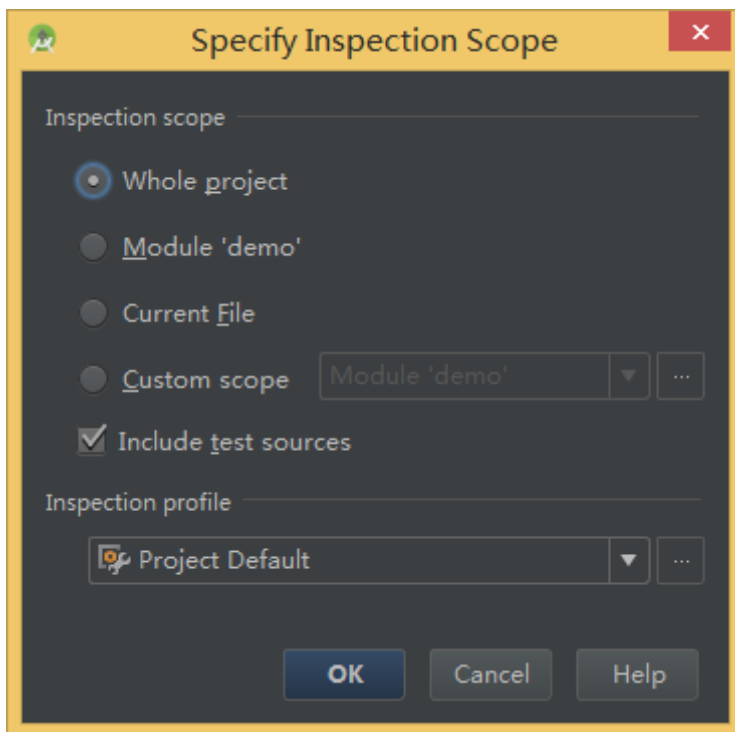 Specify Inspection Scope
Inspection scope
Whole project
Module 'demo'
Current File
Custom scope Module 'demo' ...
Include test sources
Inspection profile
Project Default ...
OK Cancel Help